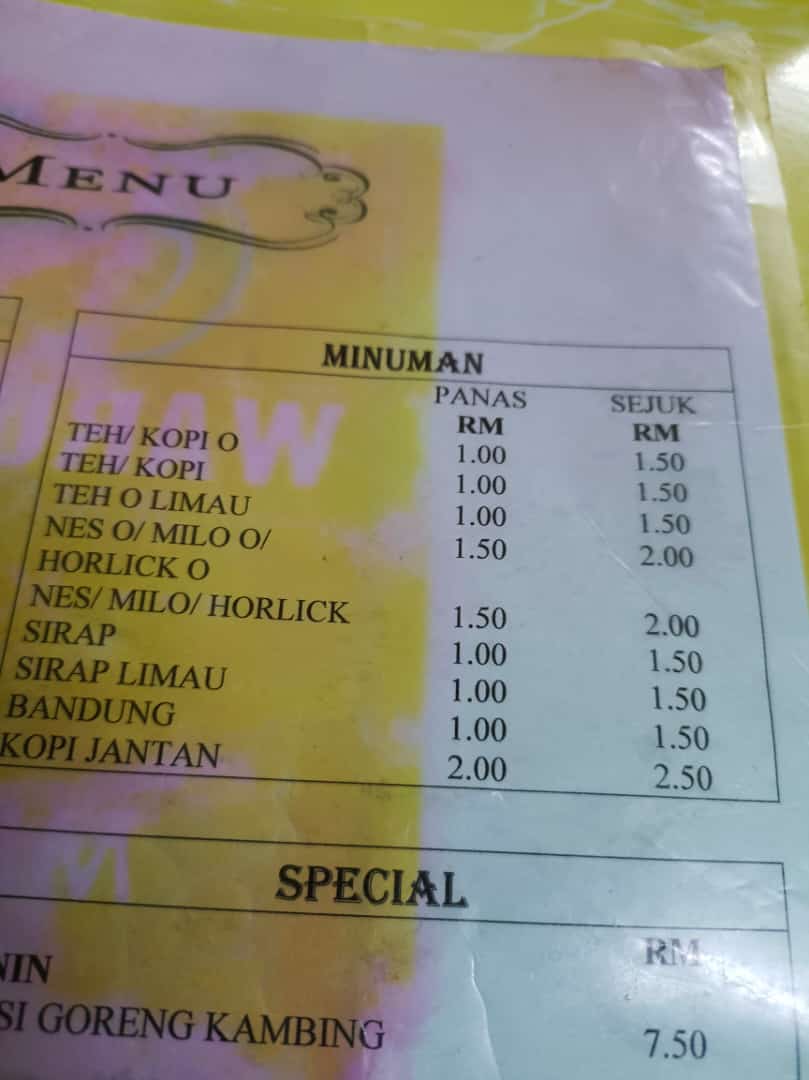 MENU
MINUMAN
PANAS SEJUK
RM RM
TEH/ KOPI O 1.00 1.50
TEH/ KOPI 1.00 1.50
TEH O LIMAU 1.00 1.50
NES O/ MILO O/ 1.50 2.00
HORLICK O
NES/ MILO/ HORLICK 1.50 2.00
SIRAP 1.00 1.50
SIRAP LIMAU 1.00 1.50
BANDUNG 1.00 1.50
KOPI JANTAN 2.00 2.50
SPECIAL
RM
GORENG KAMBING 7.50